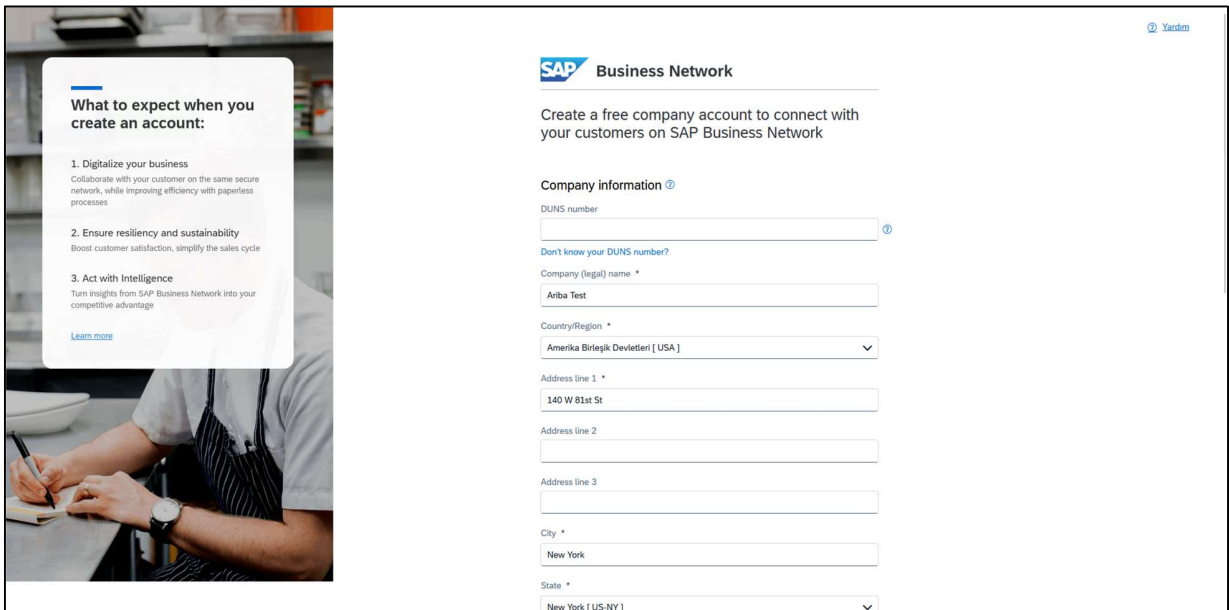 Yardım
What to expect when you
create an account:
1. Digitalize your business
Collaborate with your customer on the same secure
network, while improving efficiency with paperless
processes
2. Ensure resiliency and sustainability
Boost customer satisfaction, simplify the sales cycle
3. Act with Intelligence
Turn insights from SAP Business Network into your
competitive advantage
Learn more
SAP Business Network
Create a free company account to connect with
your customers on SAP Business Network
Company information
DUNS number
Don't know your DUNS number?
Company (legal) name *
Ariba Test
Country/Region *
Amerika Birleşik Devletleri [ USA ]
Address line 1 *
140 W 81st St
Address line 2
Address line 3
City *
New York
State *
New York [ US-NY ]